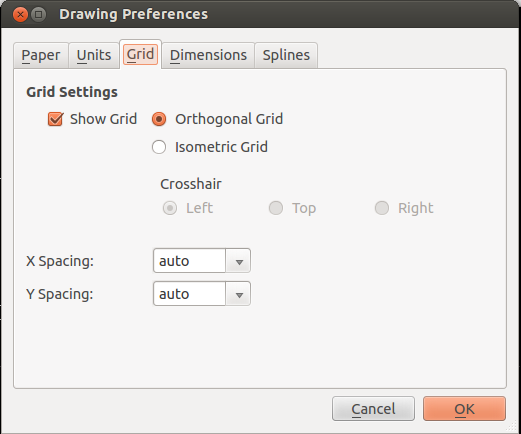 Drawing Preferences
Paper Units Grid Dimensions Splines
Grid Settings
Show Grid Orthogonal Grid
Isometric Grid
Crosshair
Left Top Right
X Spacing: auto
Y Spacing: auto
Cancel OK